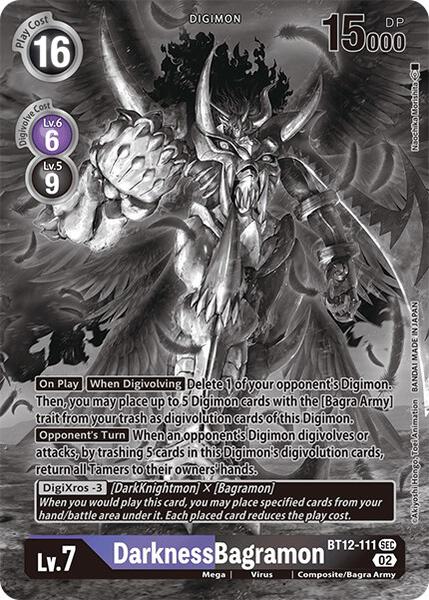 Play Cost
16
DIGIMON
DP
15000
Digivolve Cost
Lv.6
6
Lv.5
9
Naochika Morishita
[On Play] [When Digivolving] Delete 1 of your opponent's Digimon.
Then, you may place up to 5 Digimon cards with the [Bagra Army]
trait from your trash as digivolution cards of this Digimon.
[Opponent's Turn] When an opponent's Digimon digivolves or
attacks, by trashing 5 cards in this Digimon's digivolution cards,
return all Tamers to their owners' hands.
DigiXros -3 [DarkKnightmon] × [Bagramon]
When you would play this card, you may place specified cards from your
hand/battle area under it. Each placed card reduces the play cost.
©Akiyoshi Hongo, Toei Animation BANDAI MADE IN JAPAN
Lv.7
DarknessBagramon
BT12-111 SEC
02
Mega | Virus | Composite/Bagra Army